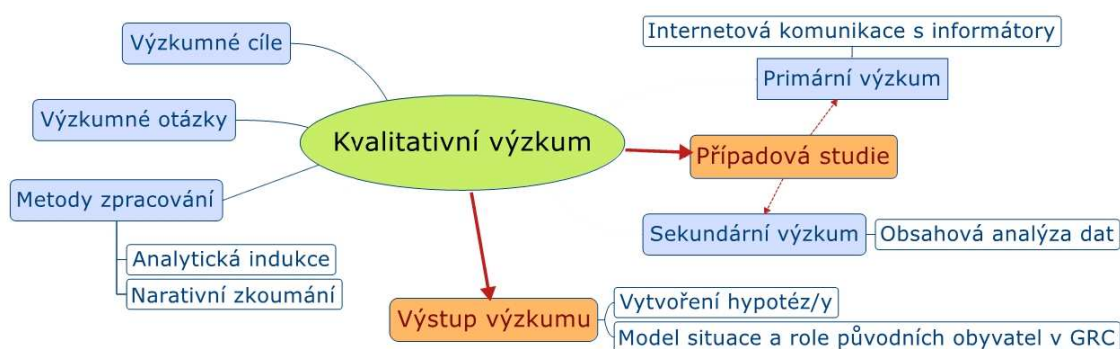 Internetová komunikace s informátory
Výzkumné cíle
Primární výzkum
Výzkumné otázky
Kvalitativní výzkum
Případová studie
Metody zpracování
Sekundární výzkum
Obsahová analýza dat
Analytická indukce
Narativní zkoumání
Výstup výzkumu
Vytvoření hypotéz/y
Model situace a role původních obyvatel v GRC